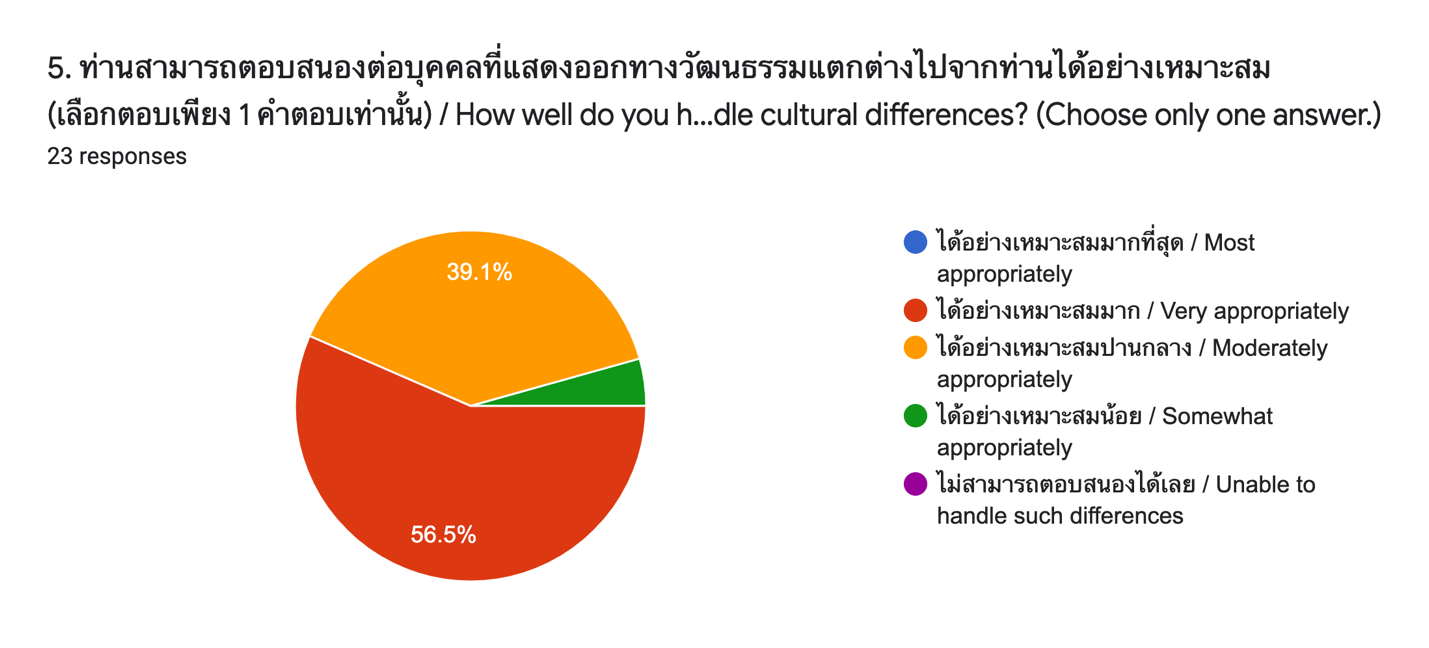 5. ท่านสามารถตอบสนองต่อบุคคลที่แสดงออกทางวัฒนธรรมแตกต่างไปจากท่านได้อย่างเหมาะสม
(เลือกตอบเพียง 1 คำตอบเท่านั้น) / How well do you h...dle cultural differences? (Choose only one answer.)
23 responses
39.1%
56.5%
ได้อย่างเหมาะสมมากที่สุด / Most
appropriately
ได้อย่างเหมาะสมมาก / Very appropriately
ได้อย่างเหมาะสมปานกลาง / Moderately
appropriately
ได้อย่างเหมาะสมน้อย / Somewhat
appropriately
ไม่สามารถตอบสนองได้เลย / Unable to
handle such differences